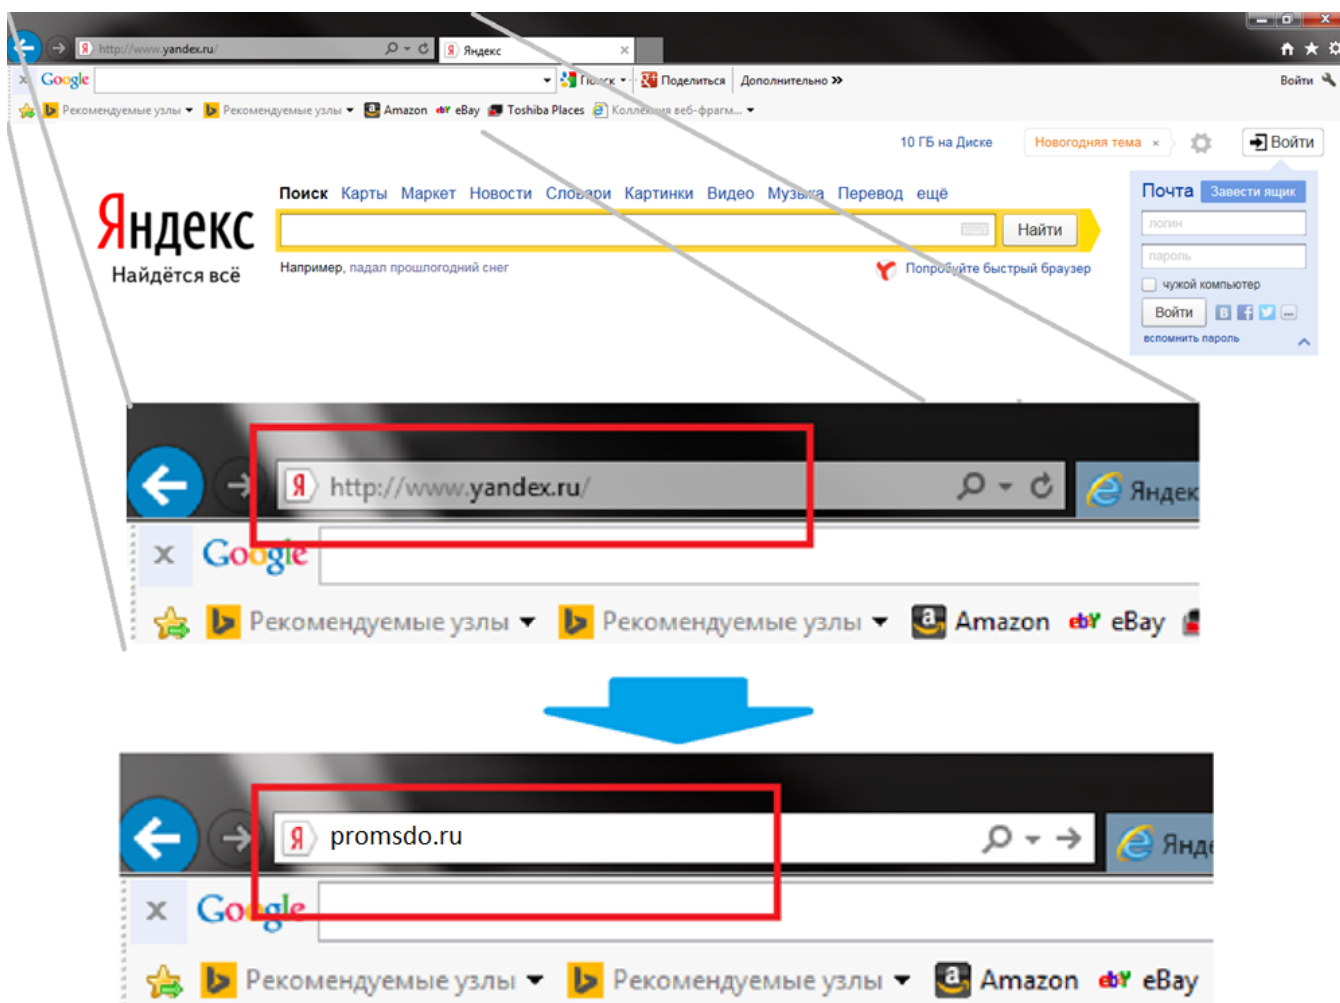 http://www.yandex.ru/ Яндекс
Google Поиск Поделиться Дополнительно » Войти
Рекомендуемые узлы Рекомендуемые узлы Amazon eBay Toshiba Places Коллекция веб-фрагм...
10 ГБ на Диске Новогодняя тема × Войти
Поиск Карты Маркет Новости Словари Картинки Видео Музыка Перевод ещё
Почта Завести ящик
Яндекс
Найдётся всё
Найти
Например, падал прошлогодний снег
Попробуйте быстрый браузер
логин
пароль
чужой компьютер
Войти
вспомнить пароль
http://www.yandex.ru/ Яндек
x Google
Рекомендуемые узлы Рекомендуемые узлы Amazon eBay
promsdo.ru Янде
x Google
Рекомендуемые узлы Рекомендуемые узлы Amazon eBay